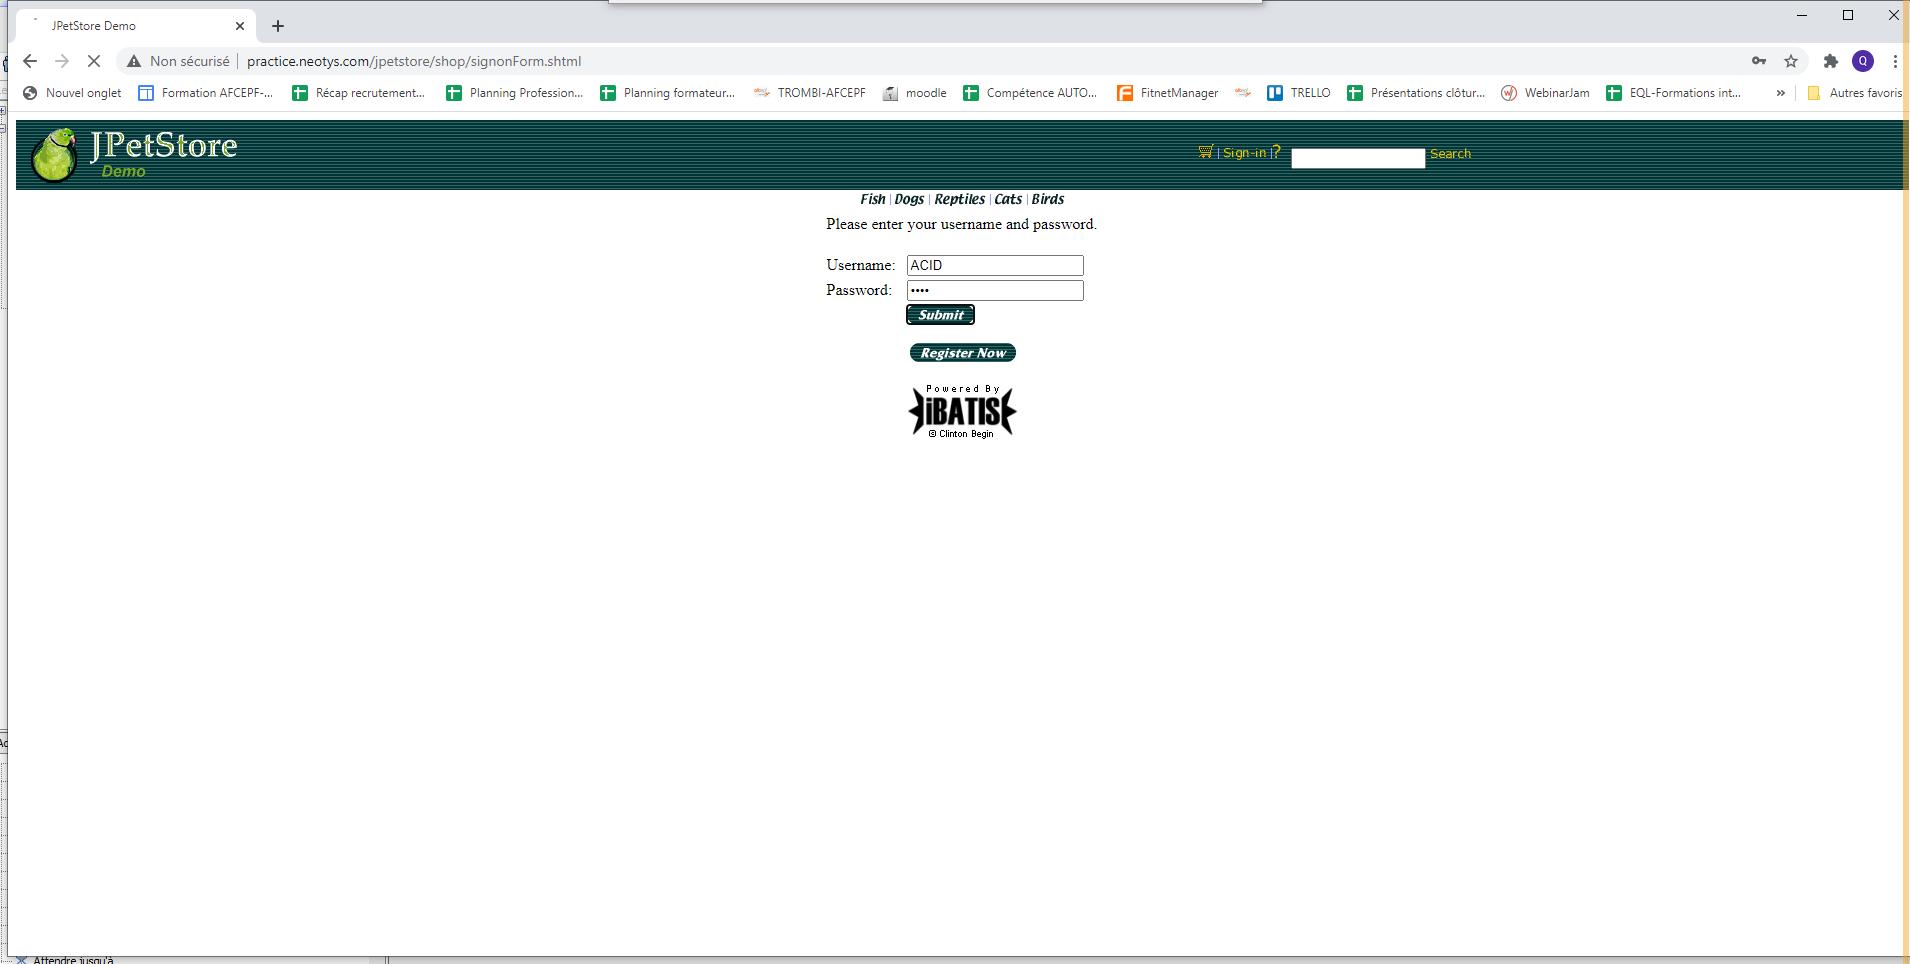 JPetStore Demo
Non sécurisé practice.neotys.com/jpetstore/shop/signonForm.shtml Q
Nouvel onglet Formation AFCEPF-... Récap recrutement... Planning Profession... Planning formateur... TROMBI-AFCEPF moodle Compétence AUTO... FitnetManager TRELLO Présentations clôtur... WebinarJam EQL-Formations int... » Autres favoris
JPetStore
Demo
| Sign-in |? Search
Fish | Dogs | Reptiles | Cats | Birds
Please enter your username and password.
Username: ACID
Password: ••••
Submit
Register Now
Powered By
iBATIS
© Clinton Begin
Attendre jusqu'à